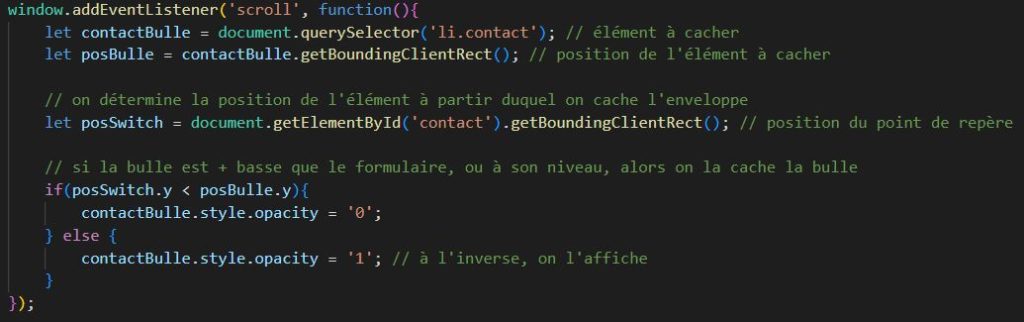 window.addEventListener('scroll', function(){
    let contactBulle = document.querySelector('li.contact'); // élément à cacher
    let posBulle = contactBulle.getBoundingClientRect(); // position de l'élément à cacher

    // on détermine la position de l'élément à partir duquel on cache l'enveloppe
    let posSwitch = document.getElementById('contact').getBoundingClientRect(); // position du point de repère

    // si la bulle est + basse que le formulaire, ou à son niveau, alors on la cache la bulle
    if(posSwitch.y < posBulle.y){
        contactBulle.style.opacity = '0';
    } else {
        contactBulle.style.opacity = '1'; // à l'inverse, on l'affiche
    }
});